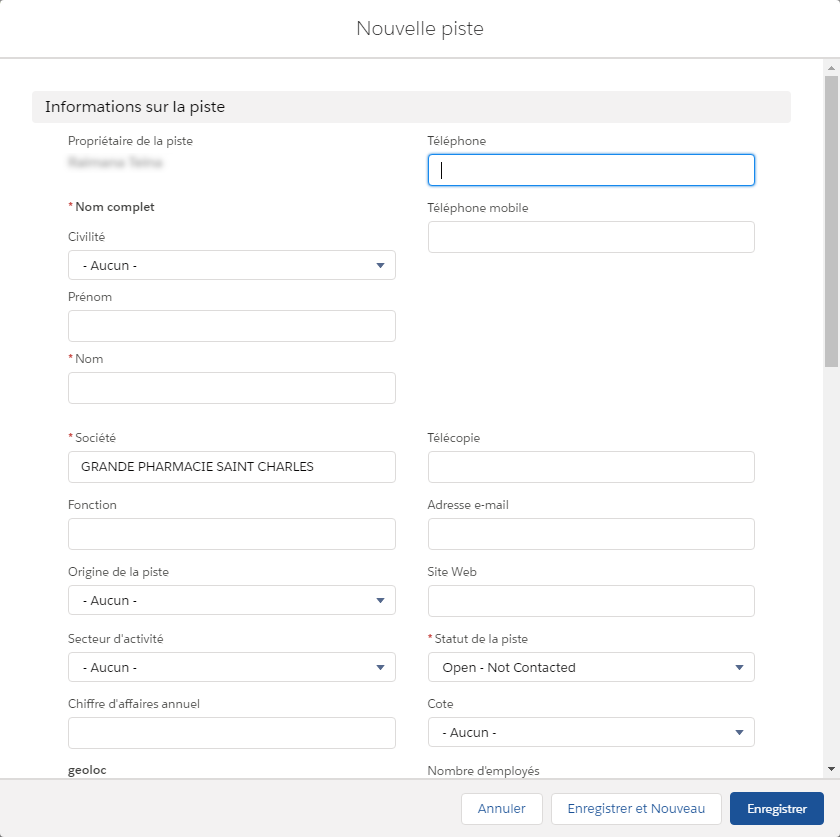 Nouvelle piste
Informations sur la piste
Propriétaire de la piste
Téléphone
* Nom complet
Téléphone mobile
Civilité
- Aucun -
Prénom
* Nom
* Société
Télécopie
GRANDE PHARMACIE SAINT CHARLES
Fonction
Adresse e-mail
Origine de la piste
Site Web
- Aucun -
Secteur d'activité
* Statut de la piste
- Aucun -
Open - Not Contacted
Chiffre d'affaires annuel
Cote
- Aucun -
geoloc
Nombre d'employés
Annuler
Enregistrer et Nouveau
Enregistrer